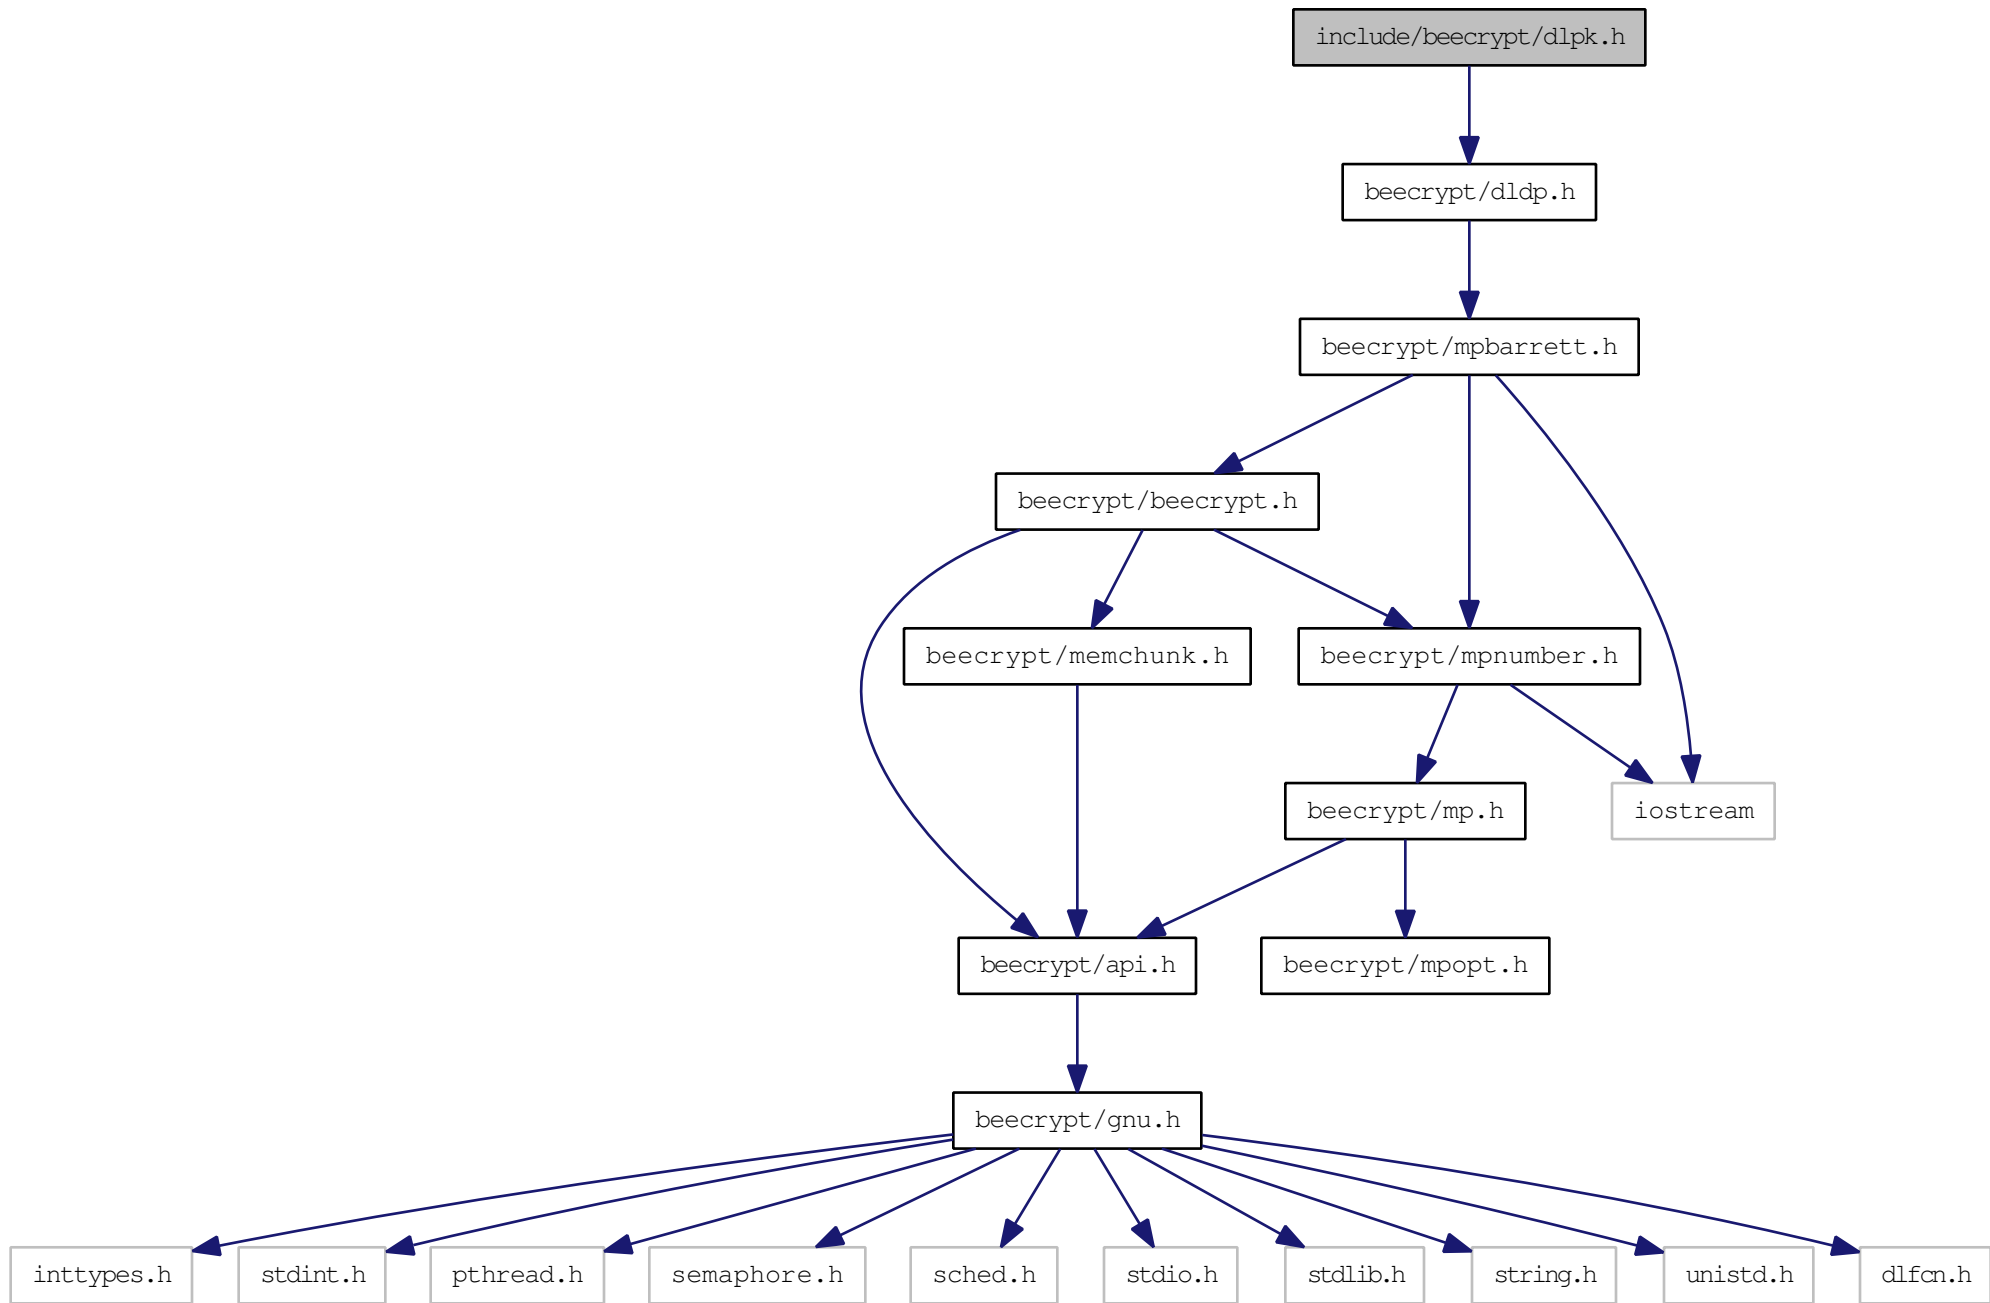 include/beecrypt/dlpk.h
beecrypt/dldp.h
beecrypt/mpbarrett.h
beecrypt/beecrypt.h
beecrypt/memchunk.h
beecrypt/mpnumber.h
beecrypt/mp.h
iostream
beecrypt/api.h
beecrypt/mpopt.h
beecrypt/gnu.h
inttypes.h
stdint.h
pthread.h
semaphore.h
sched.h
stdio.h
stdlib.h
string.h
unistd.h
dlfcn.h